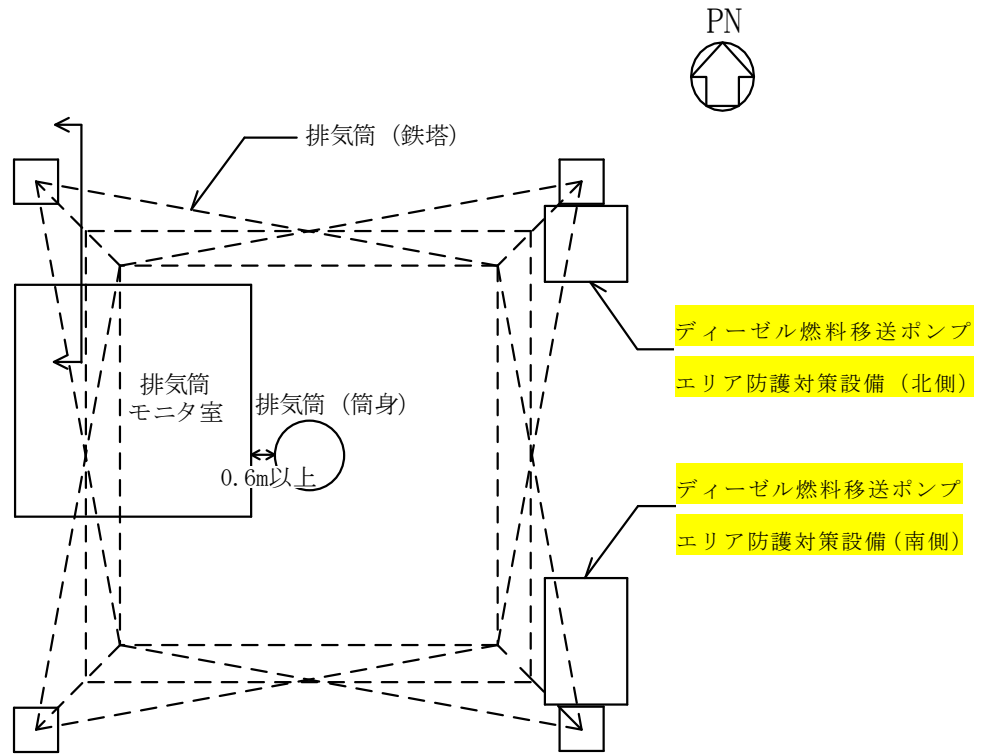 PN
排気筒（鉄塔）
ディーゼル燃料移送ポンプ
エリア防護対策設備（北側）
排気筒
モニタ室
排気筒（筒身）
0.6m以上
ディーゼル燃料移送ポンプ
エリア防護対策設備（南側）